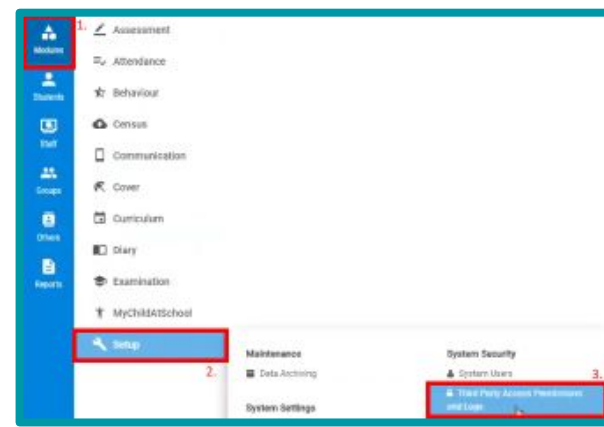 Modules
Students
Staff
Groups
Others
Reports
1.
Assessment
Attendance
Behaviour
Census
Communication
Cover
Curriculum
Diary
Examination
MyChildAtSchool
Setup
2.
Maintenance
Data Archiving
System Settings
System Security
System Users
3.
Third Party Access Permissions
and Logs